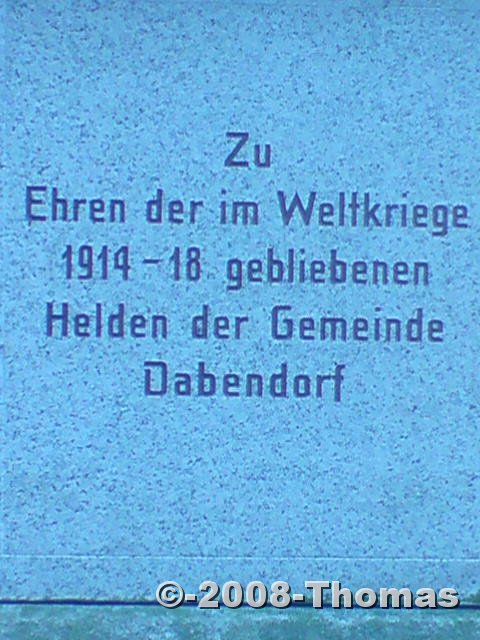 Zu
Ehren der im Weltkriege
1914-18 gebliebenen
Helden der Gemeinde
Dabendorf
©-2008-Thomas